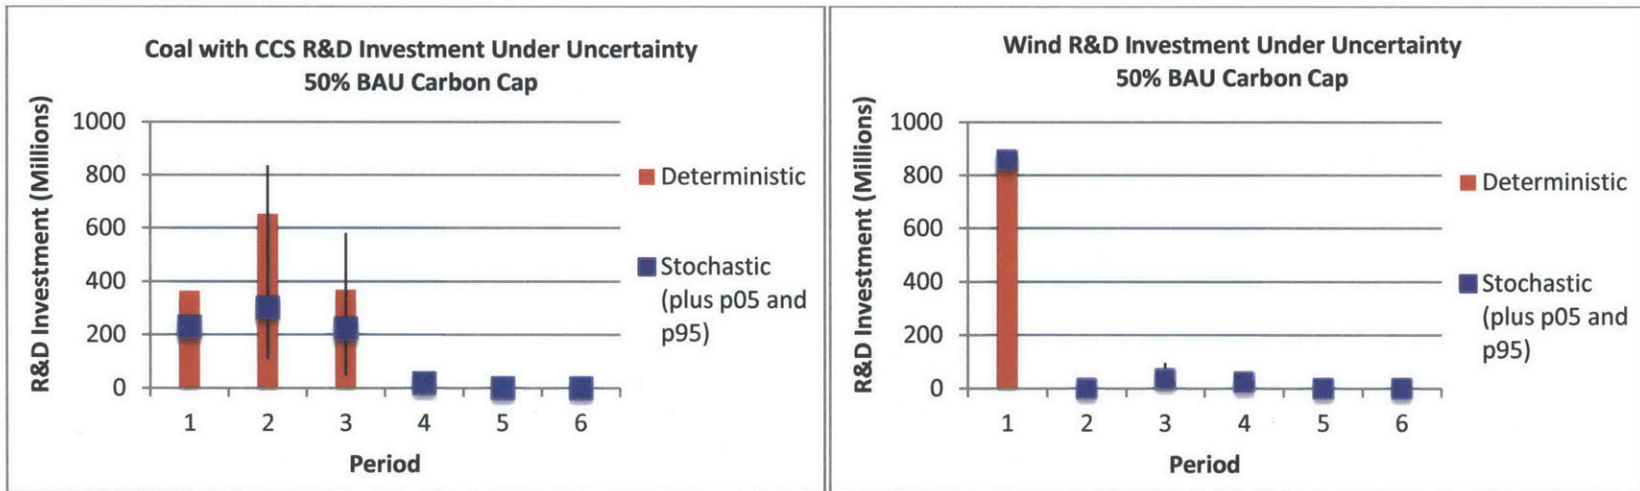 Coal with CCS R&D Investment Under Uncertainty
50% BAU Carbon Cap
R&D Investment (Millions)
1000
800
600
400
200
0
1 2 3 4 5 6
Period
Deterministic
Stochastic
(plus p05 and
p95)
Wind R&D Investment Under Uncertainty
50% BAU Carbon Cap
R&D Investment (Millions)
1000
800
600
400
200
0
1 2 3 4 5 6
Period
Deterministic
Stochastic
(plus p05 and
p95)